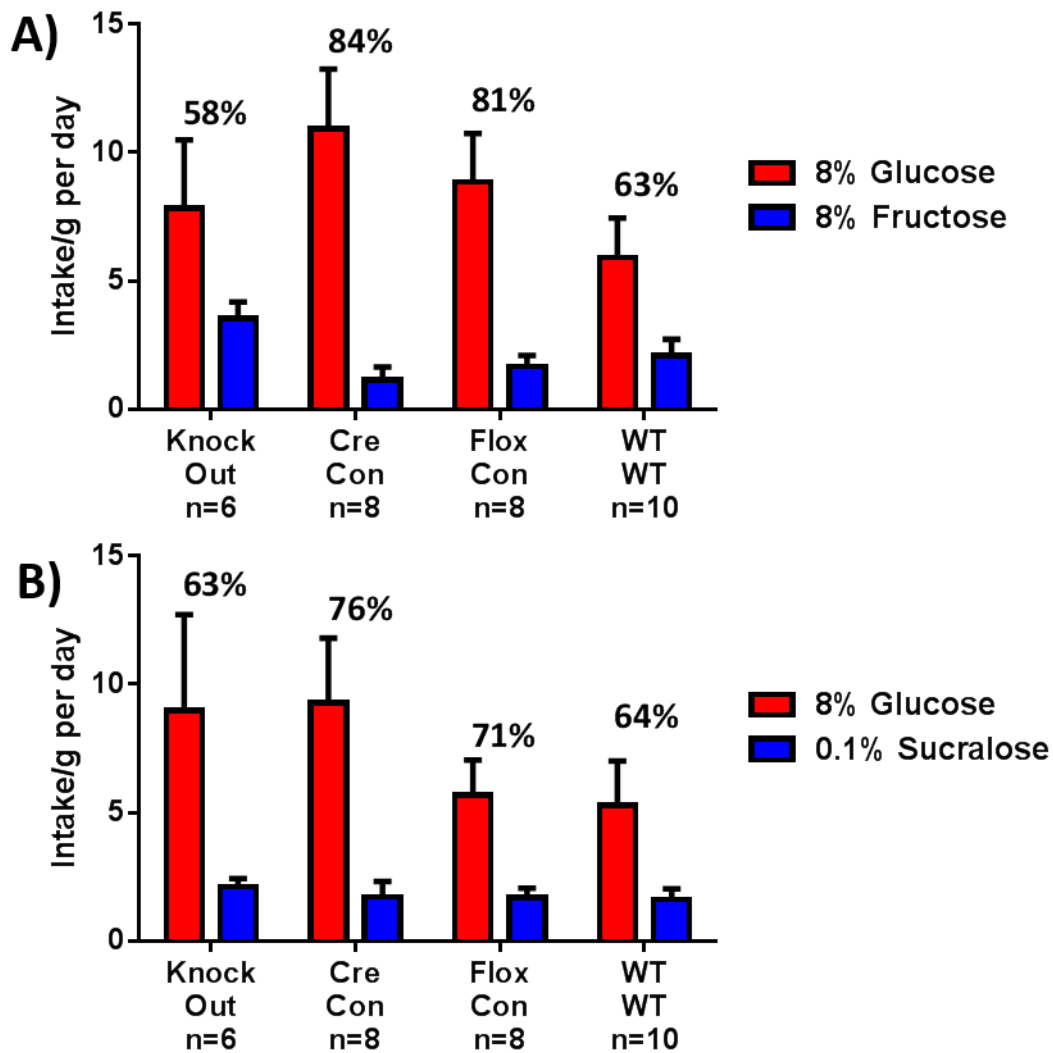 A)
Intake/g per day
15
10
5
0
58%
84%
81%
63%
8% Glucose
8% Fructose
Knock
Out
n=6
Cre
Con
n=8
Flox
Con
n=8
WT
WT
n=10
B)
Intake/g per day
15
10
5
0
63%
76%
71%
64%
8% Glucose
0.1% Sucralose
Knock
Out
n=6
Cre
Con
n=8
Flox
Con
n=8
WT
WT
n=10